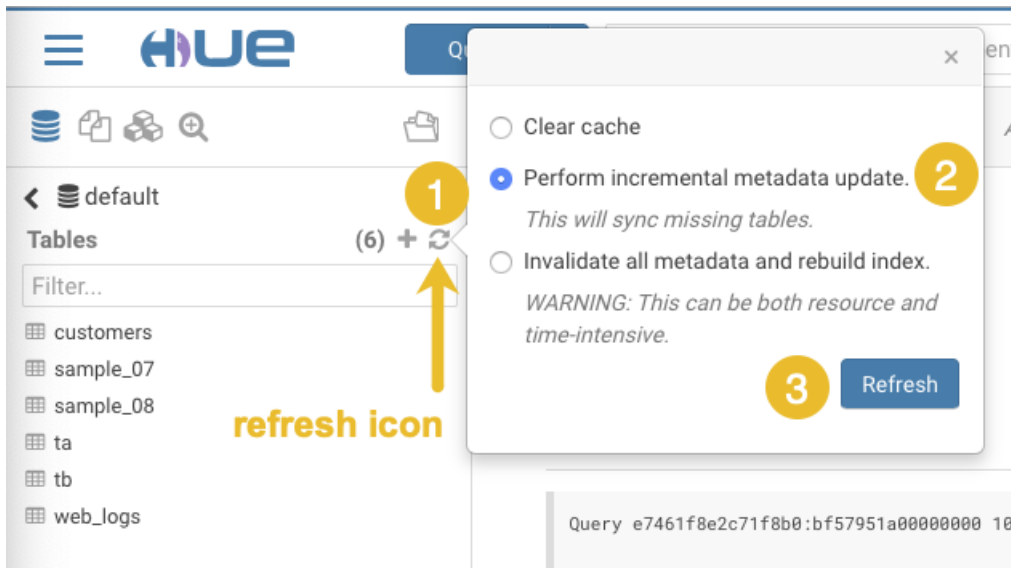 HUE
default
Tables (6)
Filter...
customers
sample_07
sample_08
ta
tb
web_logs
1
refresh icon
×
Clear cache
Perform incremental metadata update. 2
This will sync missing tables.
Invalidate all metadata and rebuild index.
WARNING: This can be both resource and
time-intensive.
3 Refresh
Query e7461f8e2c71f8b0:bf57951a00000000 10